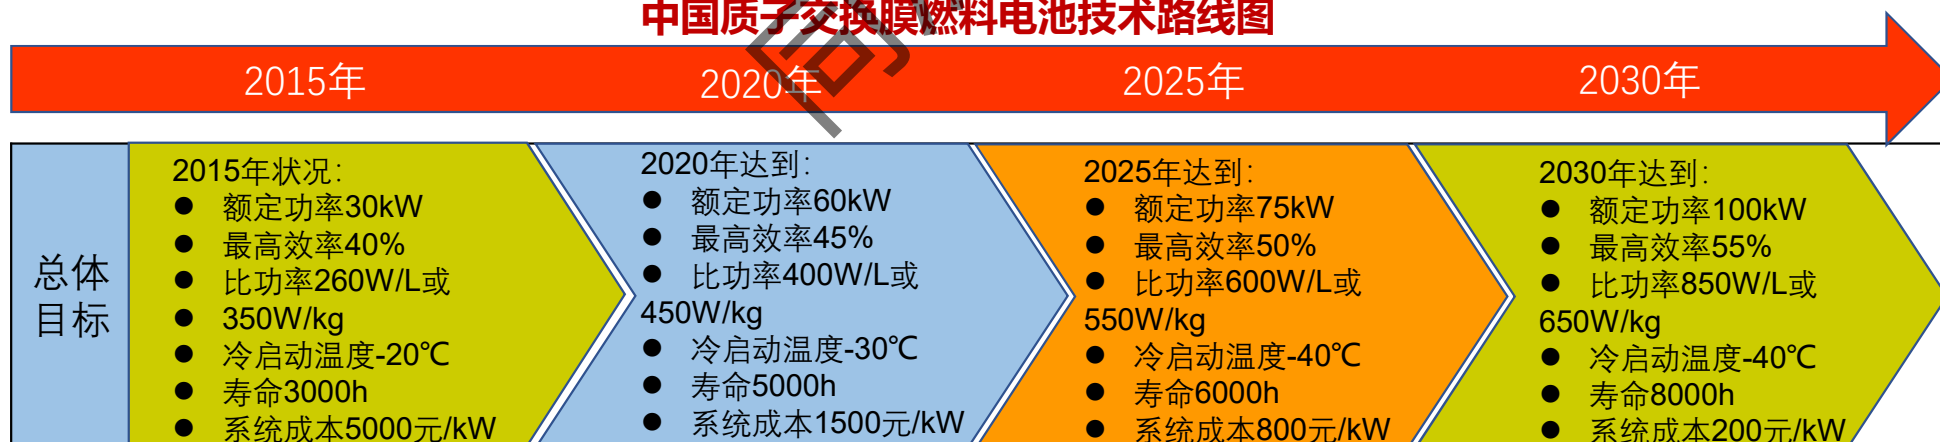 中国质子交换膜燃料电池技术路线图
2015年
2020年
2025年
2030年
总体
目标
2015年状况：
● 额定功率30kW
● 最高效率40%
● 比功率260W/L或
● 350W/kg
● 冷启动温度-20℃
● 寿命3000h
● 系统成本5000元/kW
2020年达到：
● 额定功率60kW
● 最高效率45%
● 比功率400W/L或
450W/kg
● 冷启动温度-30℃
● 寿命5000h
● 系统成本1500元/kW
2025年达到：
● 额定功率75kW
● 最高效率50%
● 比功率600W/L或
550W/kg
● 冷启动温度-40℃
● 寿命6000h
● 系统成本800元/kW
2030年达到：
● 额定功率100kW
● 最高效率55%
● 比功率850W/L或
650W/kg
● 冷启动温度-40℃
● 寿命8000h
● 系统成本200元/kW